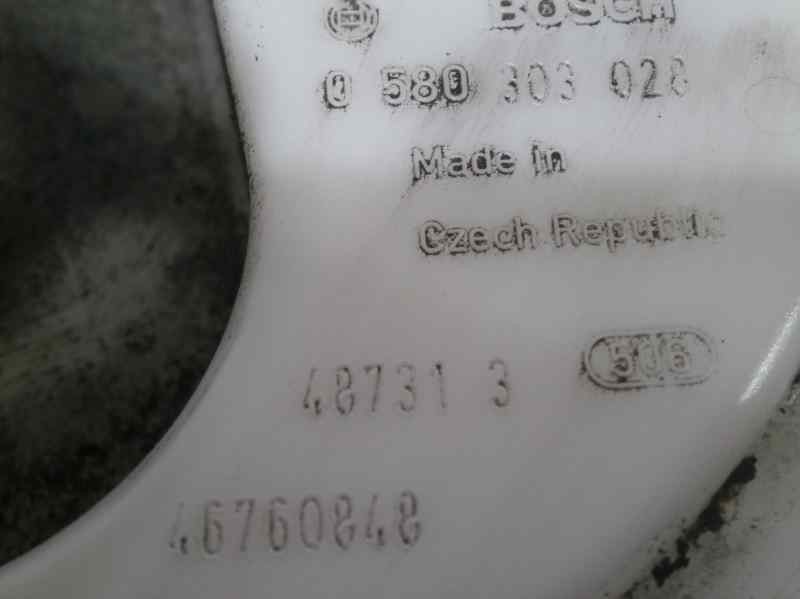 BOSCH
0 580 303 028
Made in
Czech Republic
506
48731 3
46760848